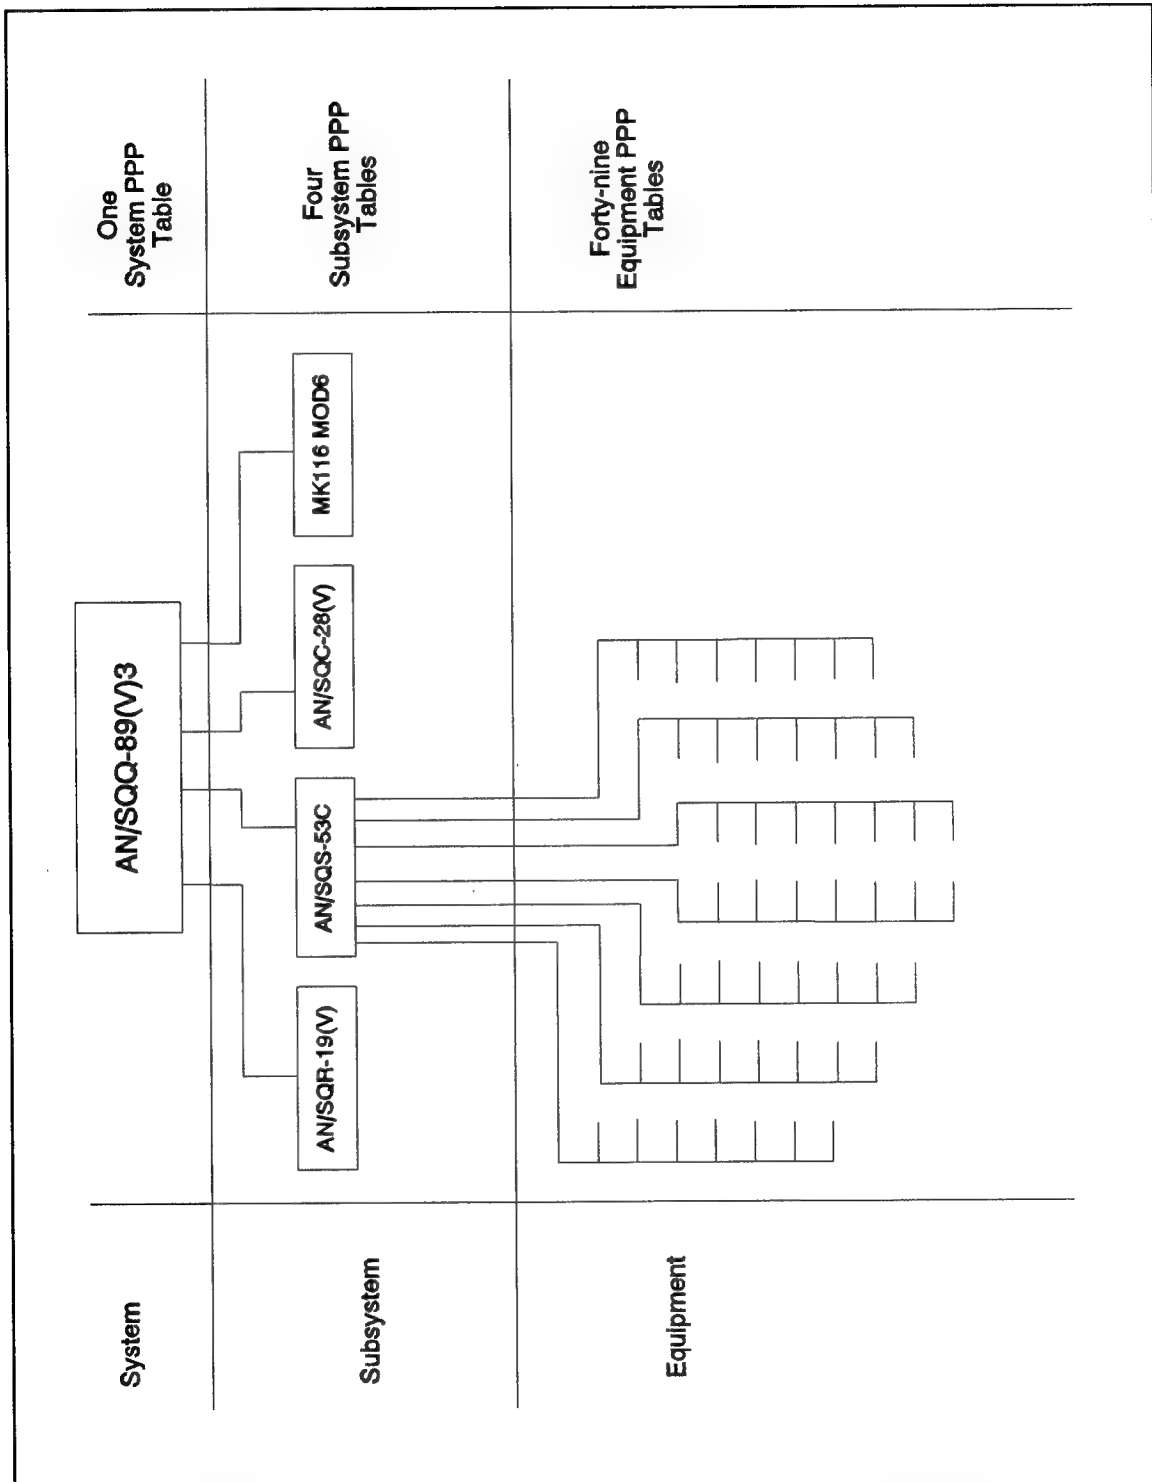 System
AN/SQQ-89(V)3
One
System PPP
Table
Subsystem
AN/SQR-19(V)
AN/SQS-53C
AN/SQC-28(V)
MK116 MOD6
Four
Subsystem PPP
Tables
Equipment
Forty-nine
Equipment PPP
Tables